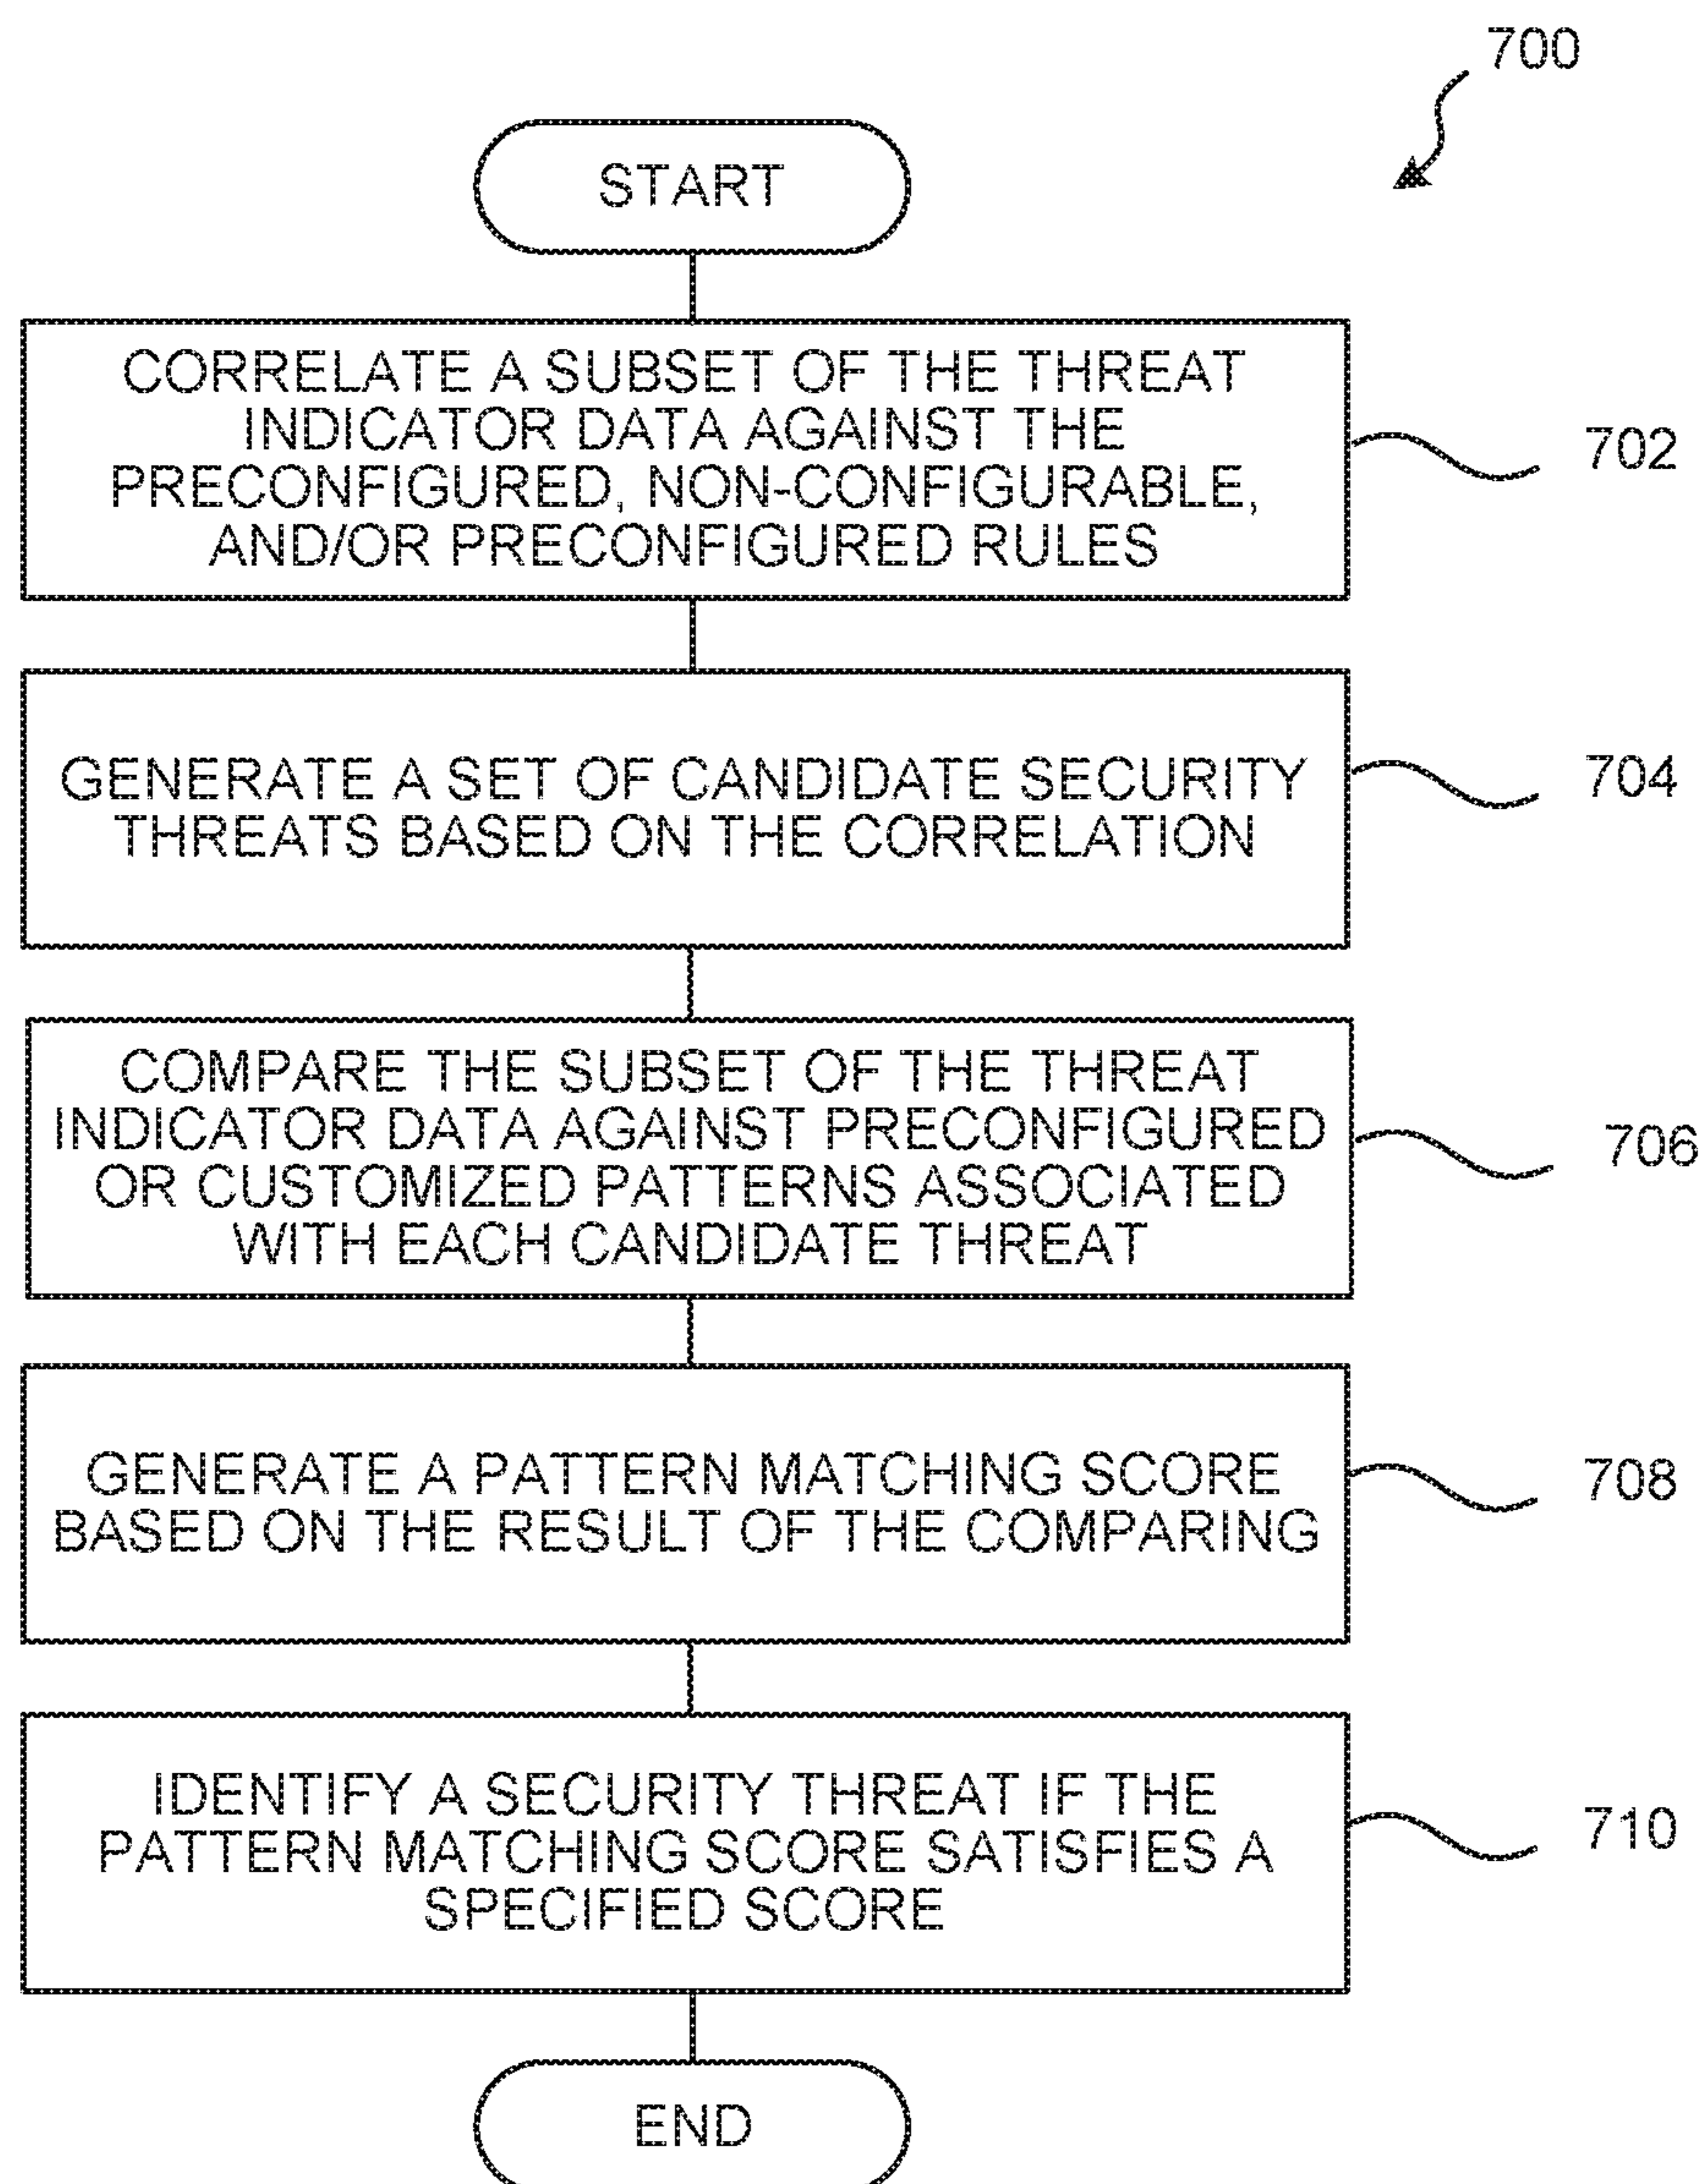 700
START
CORRELATE A SUBSET OF THE THREAT
INDICATOR DATA AGAINST THE
PRECONFIGURED, NON-CONFIGURABLE,
AND/OR PRECONFIGURED RULES
702
GENERATE A SET OF CANDIDATE SECURITY
THREATS BASED ON THE CORRELATION
704
COMPARE THE SUBSET OF THE THREAT
INDICATOR DATA AGAINST PRECONFIGURED
OR CUSTOMIZED PATTERNS ASSOCIATED
WITH EACH CANDIDATE THREAT
706
GENERATE A PATTERN MATCHING SCORE
BASED ON THE RESULT OF THE COMPARING
708
IDENTIFY A SECURITY THREAT IF THE
PATTERN MATCHING SCORE SATISFIES A
SPECIFIED SCORE
710
END